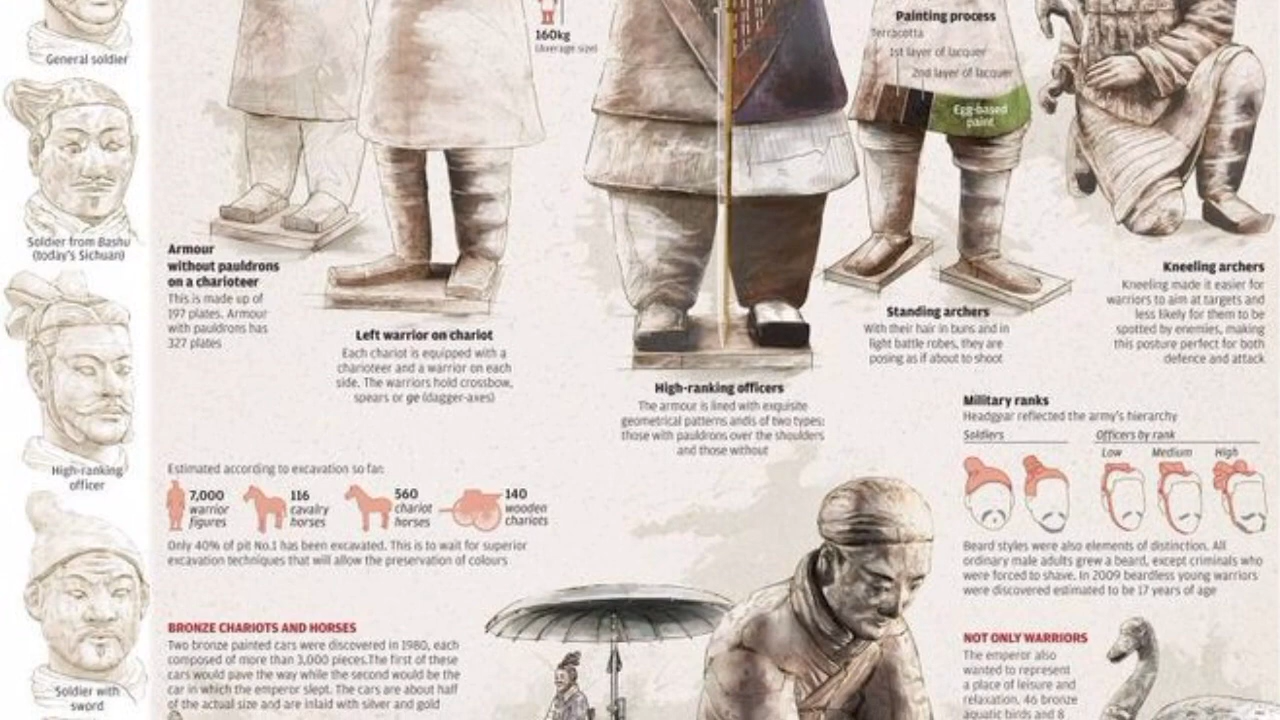 General soldier
Soldier from Bashu
(today's Sichuan)
High-ranking
officer
Soldier with
sword
160kg
(Average size)
Painting process
Terracotta
1st layer of lacquer
2nd layer of lacquer
Egg-based
paint
Armour
without pauldrons
on a charioteer
This is made up of
197 plates. Armour
with pauldrons has
327 plates
Left warrior on chariot
Each chariot is equipped with a
charioteer and a warrior on each
side. The warriors hold crossbow,
spears or ge (dagger-axes)
High-ranking officers
The armour is lined with exquisite
geometrical patterns andis of two types:
those with pauldrons over the shoulders
and those without
Standing archers
With their hair in buns and in
light battle robes, they are
posing as if about to shoot
Kneeling archers
Kneeling made it easier for
warriors to aim at targets and
less likely for them to be
spotted by enemies, making
this posture perfect for both
defence and attack
Military ranks
Headgear reflected the army's hierarchy
Soldiers
Officers by rank
Low Medium High
Beard styles were also elements of distinction. All
ordinary male adults grew a beard, except criminals who
were forced to shave. In 2009 beardless young warriors
were discovered estimated to be 17 years of age
Estimated according to excavation so far:
7,000
warrior
figures
116
cavalry
horses
560
chariot
horses
140
wooden
chariots
Only 40% of pit No.1 has been excavated. This is to wait for superior
excavation techniques that will allow the preservation of colours
BRONZE CHARIOTS AND HORSES
Two bronze painted cars were discovered in 1980, each
composed of more than 3,000 pieces.The first of these
cars would pave the way while the second would be the
car in which the emperor slept. The cars are about half
of the actual size and are inlaid with silver and gold
NOT ONLY WARRIORS
The emperor also
wanted to represent
a place of leisure and
relaxation. 46 bronze
aquatic birds and 8